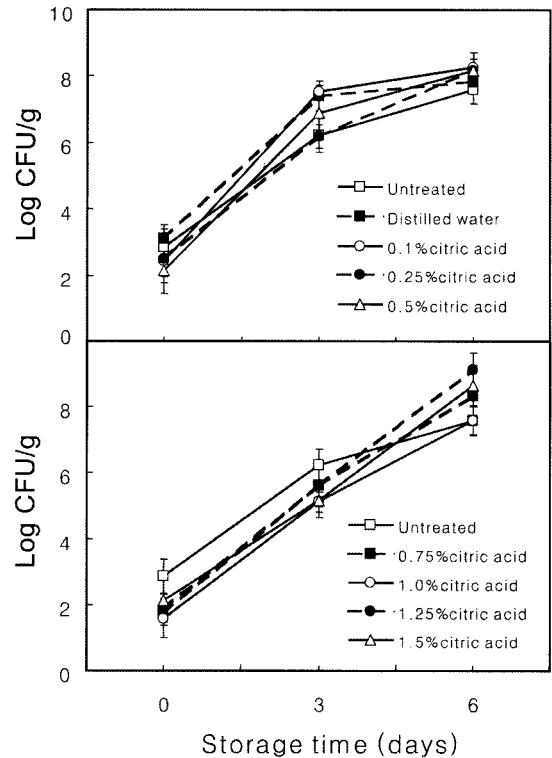 10
8
6
4
2
0
Log CFU/g
Untreated
Distilled water
0.1%citric acid
0.25%citric acid
0.5%citric acid
8
6
4
2
0
Log CFU/g
Untreated
0.75%citric acid
1.0%citric acid
1.25%citric acid
1.5%citric acid
0 3 6
Storage time (days)